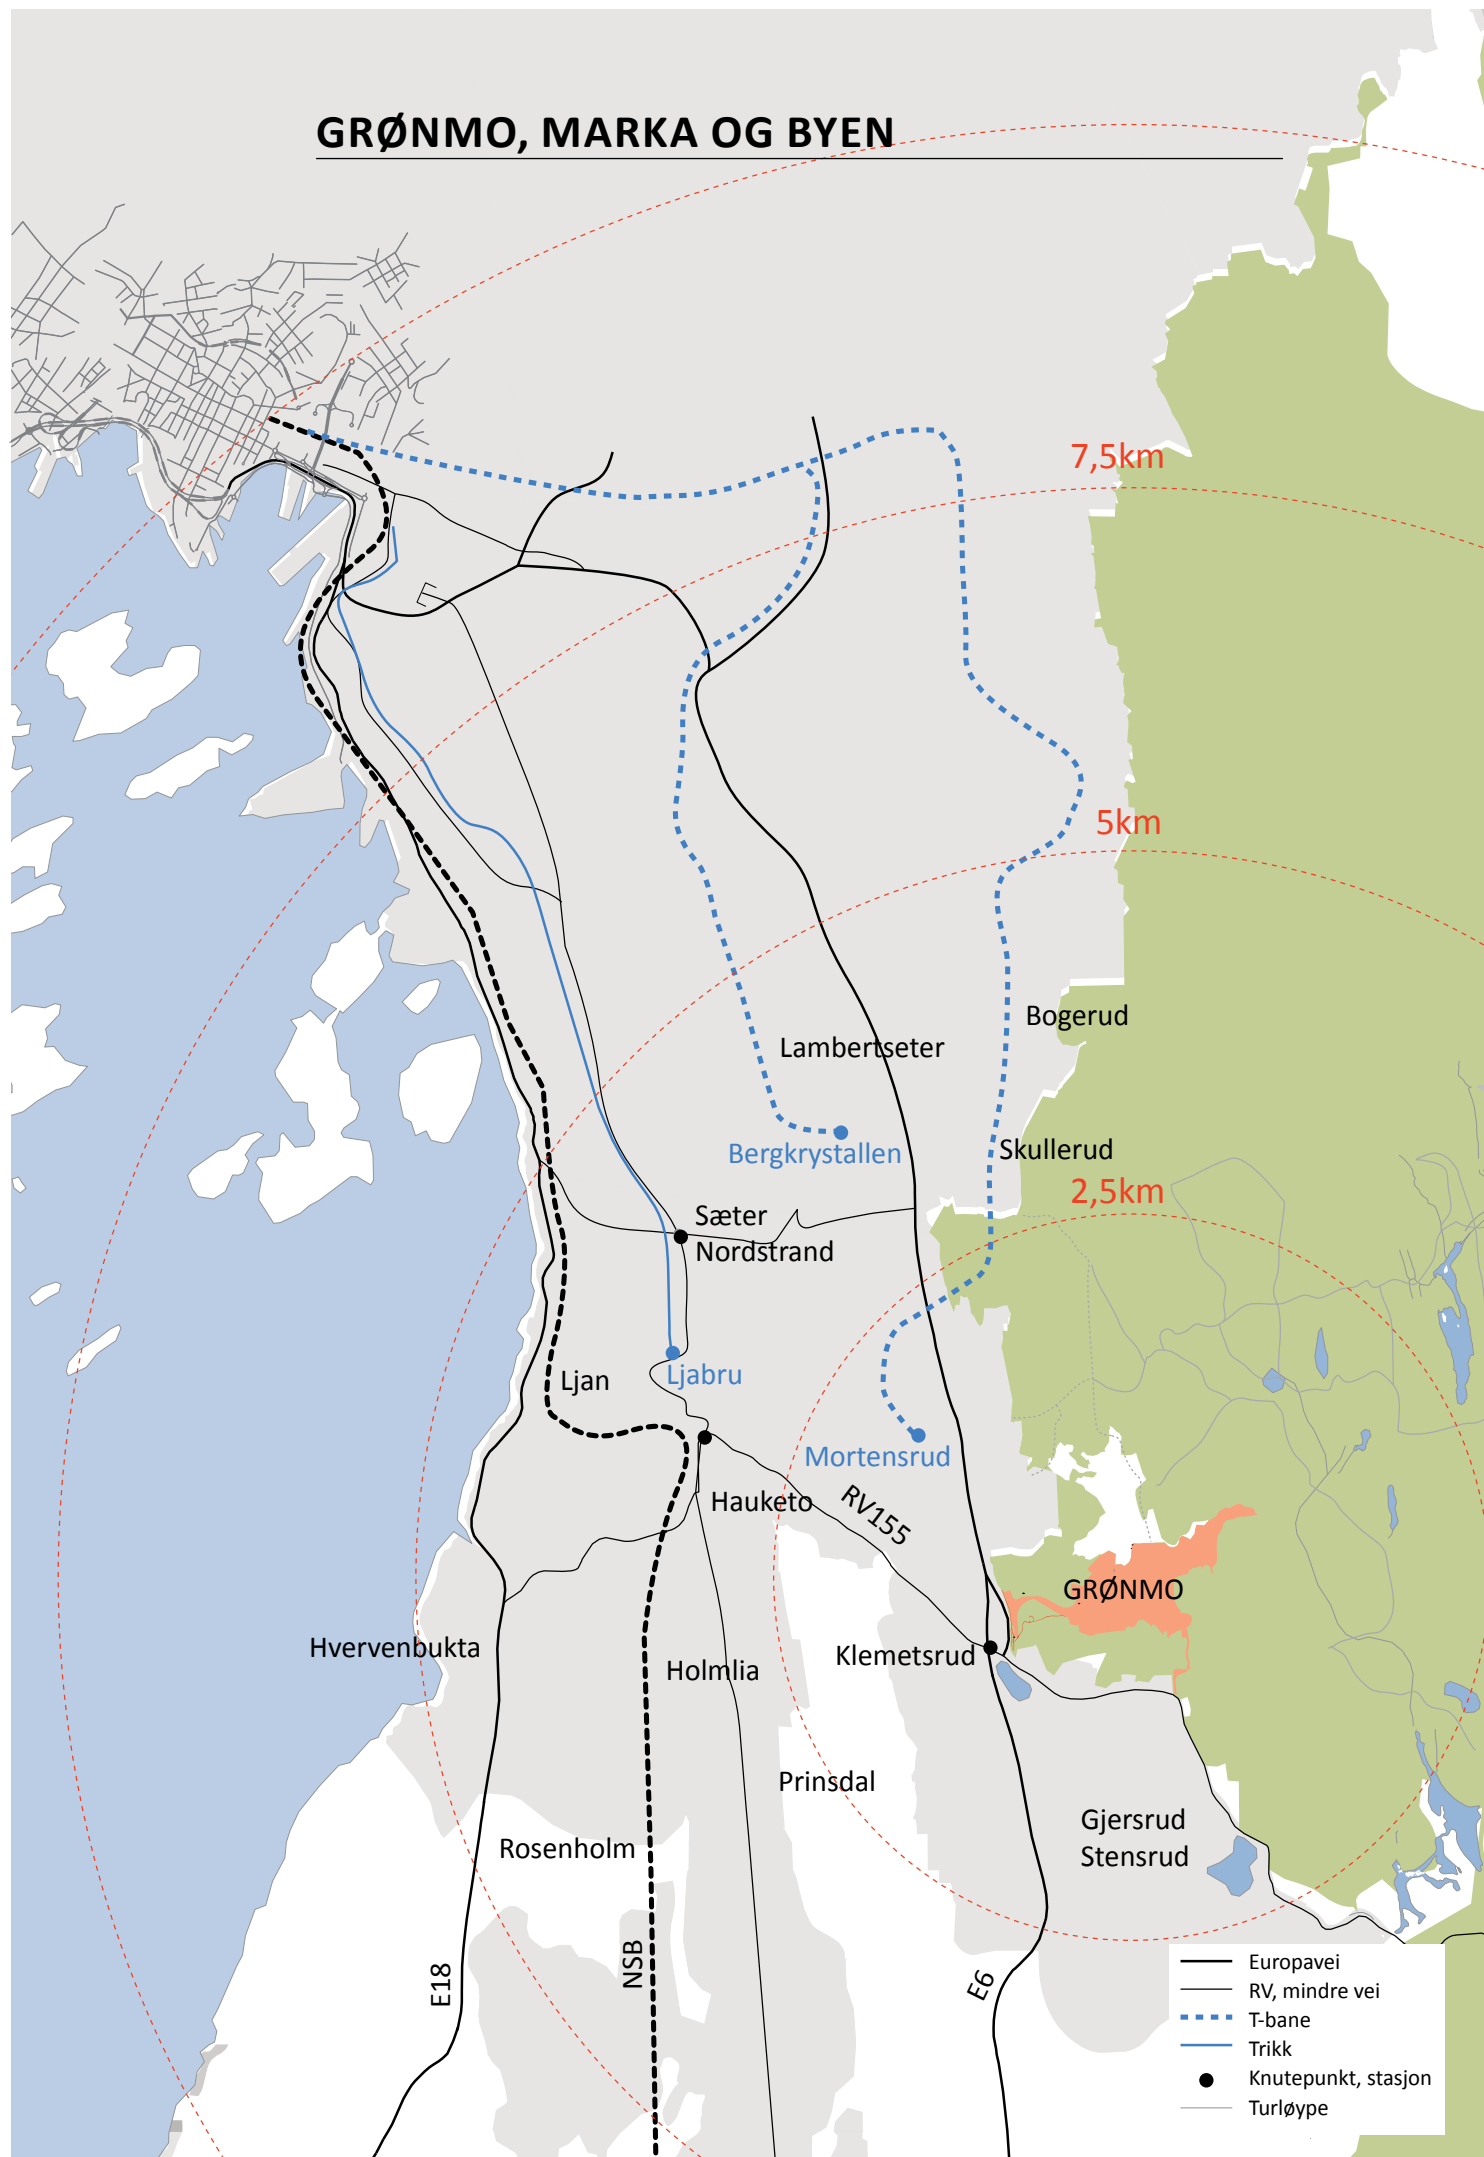 GRØNMO, MARKA OG BYEN
7,5km
5km
Bogerud
Lambertseter
Skullerud
Bergkrystallen
2,5km
Sæter
Nordstrand
Ljan
Ljabru
Mortensrud
Hauketo
RV155
GRØNMO
Hvervenbukta
Klemetsrud
Holmlia
Prinsdal
Gjersrud
Stensrud
Rosenholm
NSB
E18
E6
Europavei
RV, mindre vei
T-bane
Trikk
Knutepunkt, stasjon
Turløype